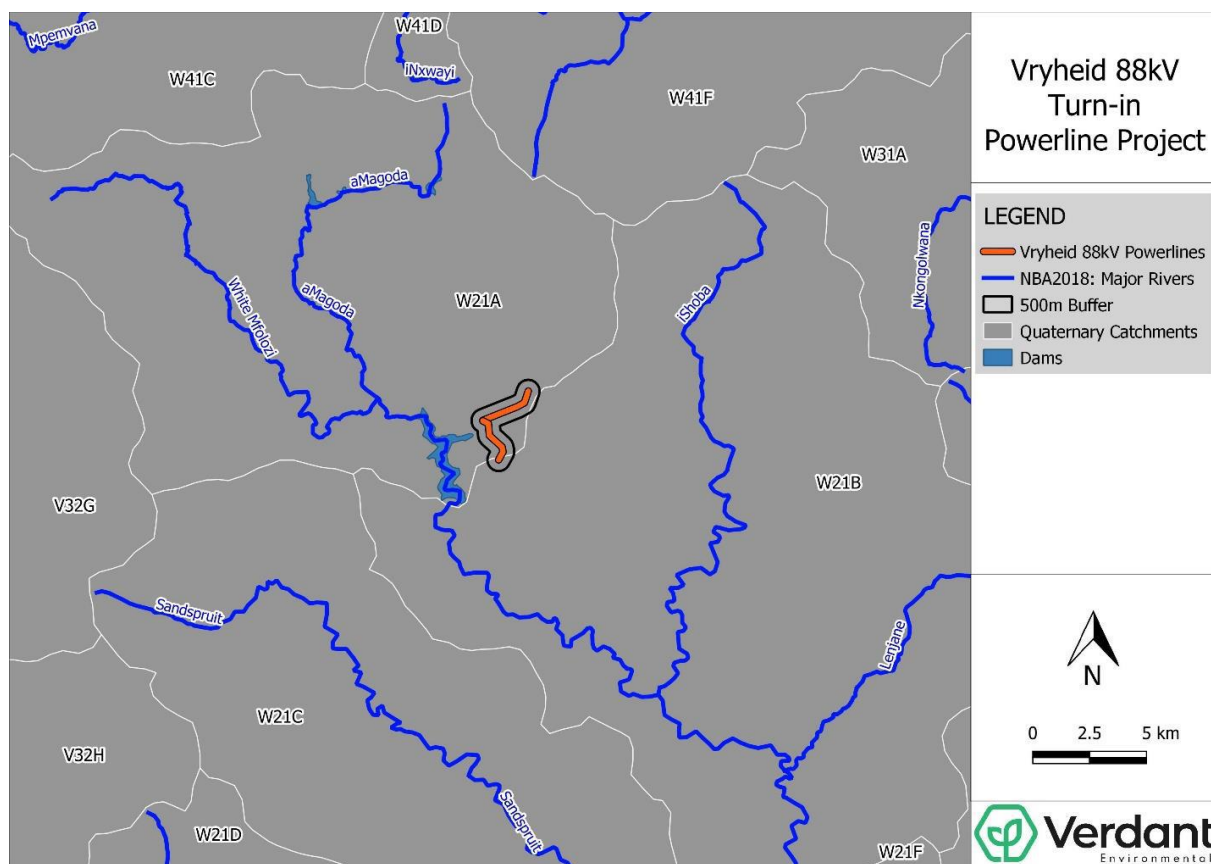 Mpemvana
W41D
iNxwayi
W41C
W41F
W31A
aMagoda
Nkongolwana
White Mfolozi
aMagoda
W21A
iShoba
V32G
W21B
Sandspruit
Lenjane
W21C
V32H
Sandspruit
W21D
W21F
Vryheid 88kV
Turn-in
Powerline Project
LEGEND
Vryheid 88kV Powerlines
NBA2018: Major Rivers
500m Buffer
Quaternary Catchments
Dams
N
0 2.5 5 km
Verdant
Environmental